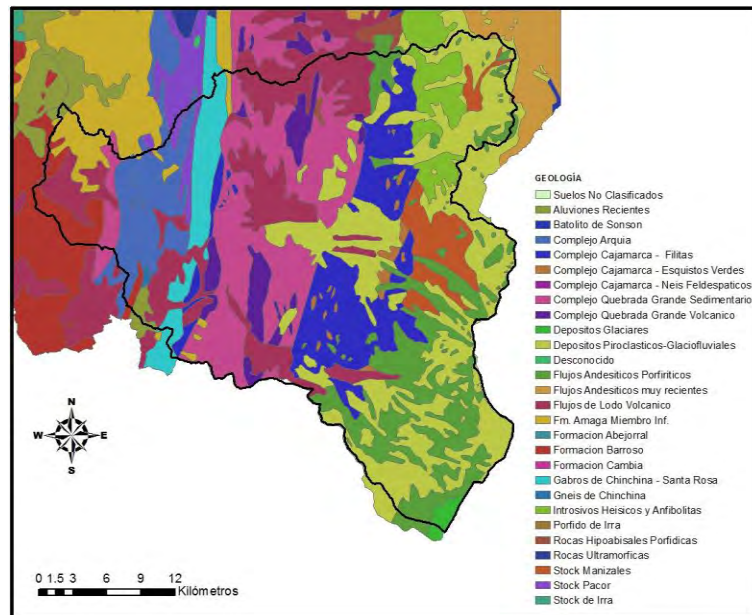 GEOLOGÍA
Suelos No Clasificados
Aluviones Recientes
Batolito de Sonson
Complejo Arquia
Complejo Cajamarca - Filitas
Complejo Cajamarca - Esquistos Verdes
Complejo Cajamarca - Neis Feldespaticos
Complejo Quebrada Grande Sedimentario
Complejo Quebrada Grande Volcanico
Depositos Glaciares
Depositos Piroclasticos-Glaciofluviales
Desconocido
Flujos Andesiticos Porfiriticos
Flujos Andesiticos muy recientes
Flujos de Lodo Volcanico
Fm. Amaga Miembro Inf.
Formacion Abejorral
Formacion Barroso
Formacion Cambia
Gabros de Chinchina - Santa Rosa
Gneis de Chinchina
Introsivos Heisicos y Anfibolitas
Porfido de Irra
Rocas Hipoabisales Porfidicas
Rocas Ultramorficas
Stock Manizales
Stock Pacor
Stock de Irra
N
W E
S
0 1.5 3 6 9 12
Kilómetros